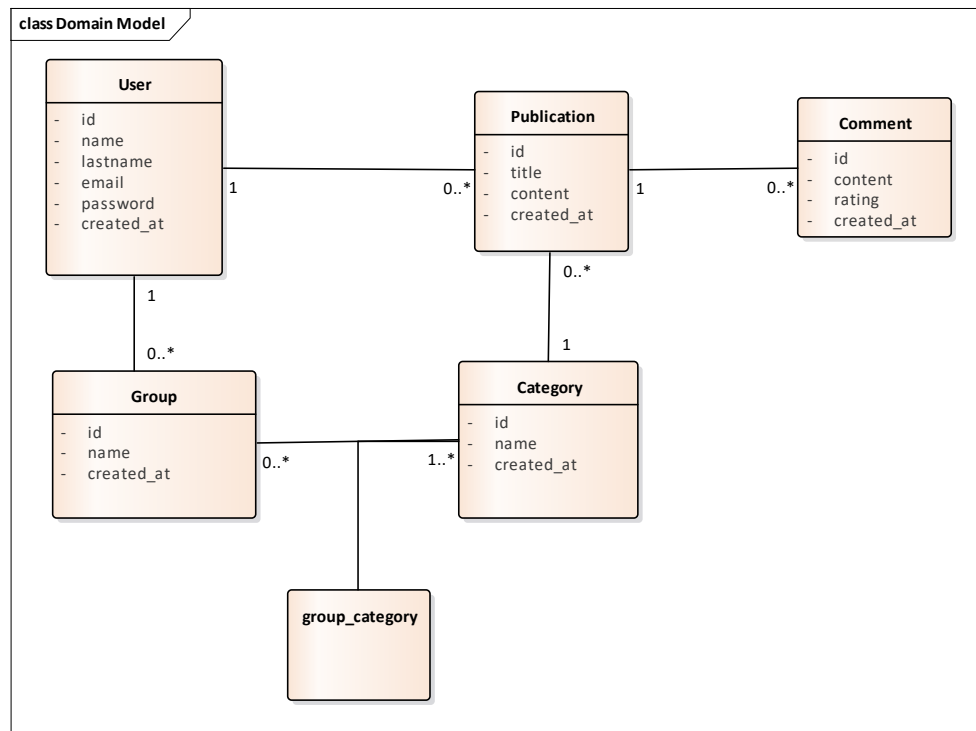 class Domain Model
User
- id
- name
- lastname
- email
- password
- created_at
Publication
- id
- title
- content
- created_at
Comment
- id
- content
- rating
- created_at
1
0..*
1
0..*
1
0..*
0..*
1
Group
- id
- name
- created_at
Category
- id
- name
- created_at
0..*
1..*
group_category